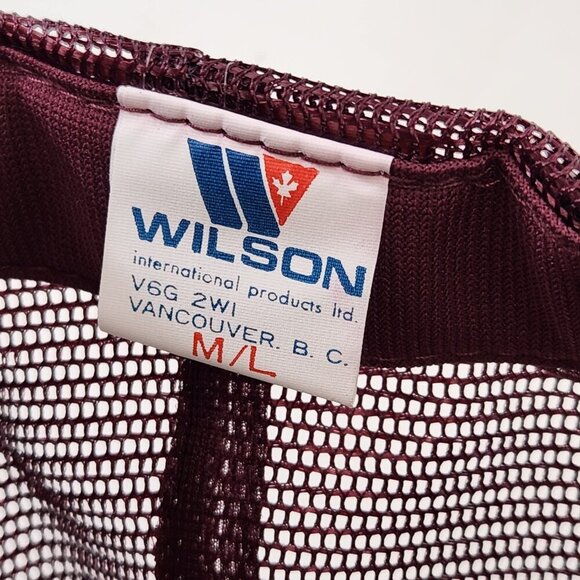 WILSON
international products ltd.
V6G 2W1
VANCOUVER. B. C.
M/L